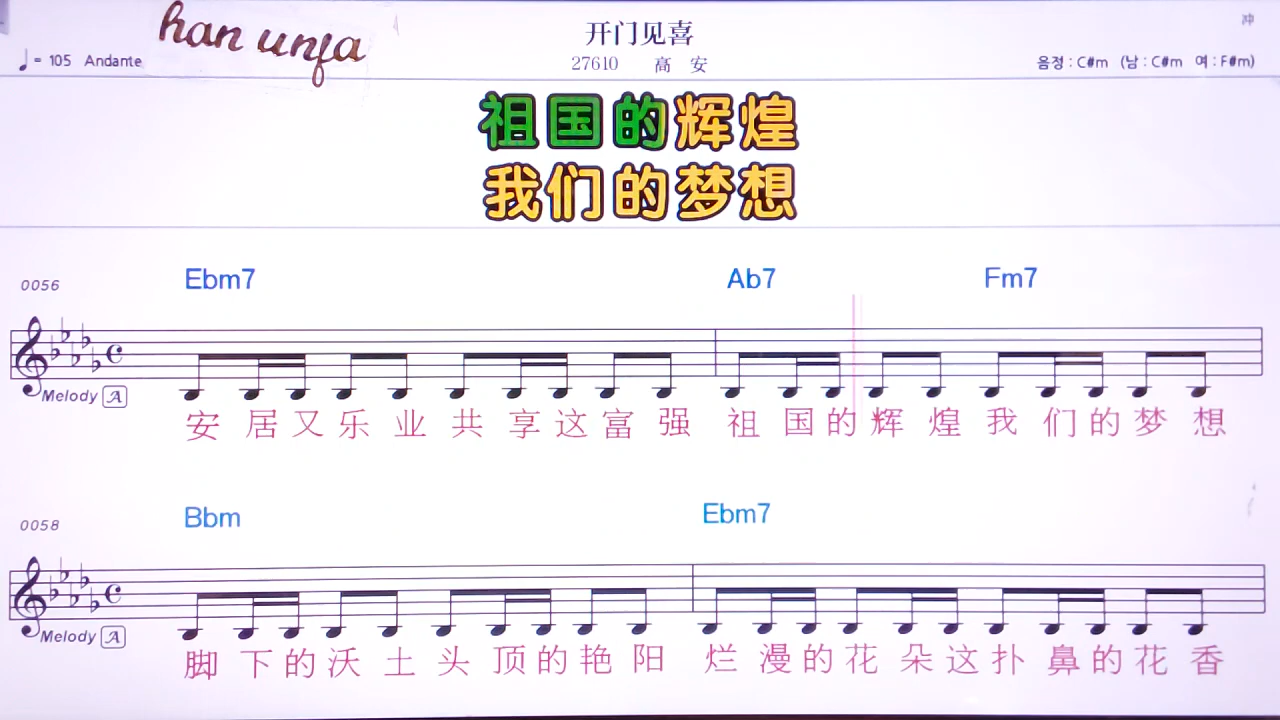 han unfa
开门见喜
冲
♩= 105 Andante
27610 高 安
음정 : C#m (남 : C#m 여 : F#m)
祖国的辉煌
我们的梦想
0056
Ebm7 Ab7 Fm7
Melody A
安 居 又 乐 业 共 享 这 富 强 祖 国 的 辉 煌 我 们 的 梦 想
0058
Bbm Ebm7
Melody A
脚 下 的 沃 土 头 顶 的 艳 阳 烂 漫 的 花 朵 这 扑 鼻 的 花 香